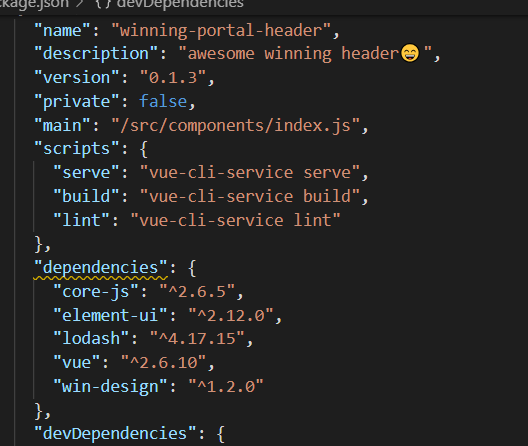 ckage.json > {} devDependencies
"name": "winning-portal-header",
"description": "awesome winning header😄 ",
"version": "0.1.3",
"private": false,
"main": "/src/components/index.js",
"scripts": {
"serve": "vue-cli-service serve",
"build": "vue-cli-service build",
"lint": "vue-cli-service lint"
},
"dependencies": {
"core-js": "^2.6.5",
"element-ui": "^2.12.0",
"lodash": "^4.17.15",
"vue": "^2.6.10",
"win-design": "^1.2.0"
},
"devDependencies": {